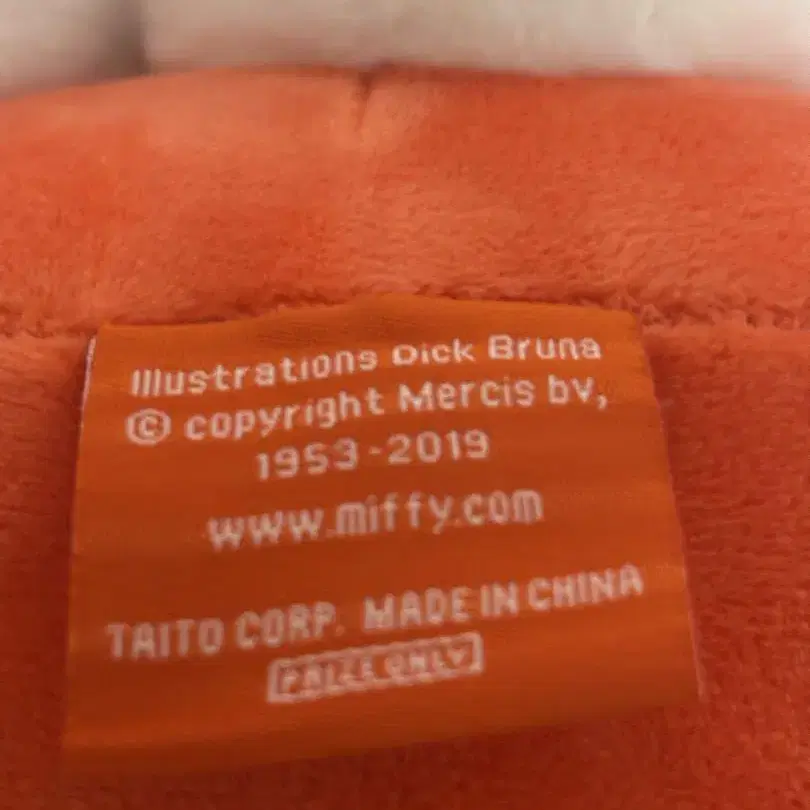 Illustrations Dick Bruna
© copyright Mercis bv,
1953-2019
www.miffy.com
TAITO CORP. MADE IN CHINA
PRIZE ONLY